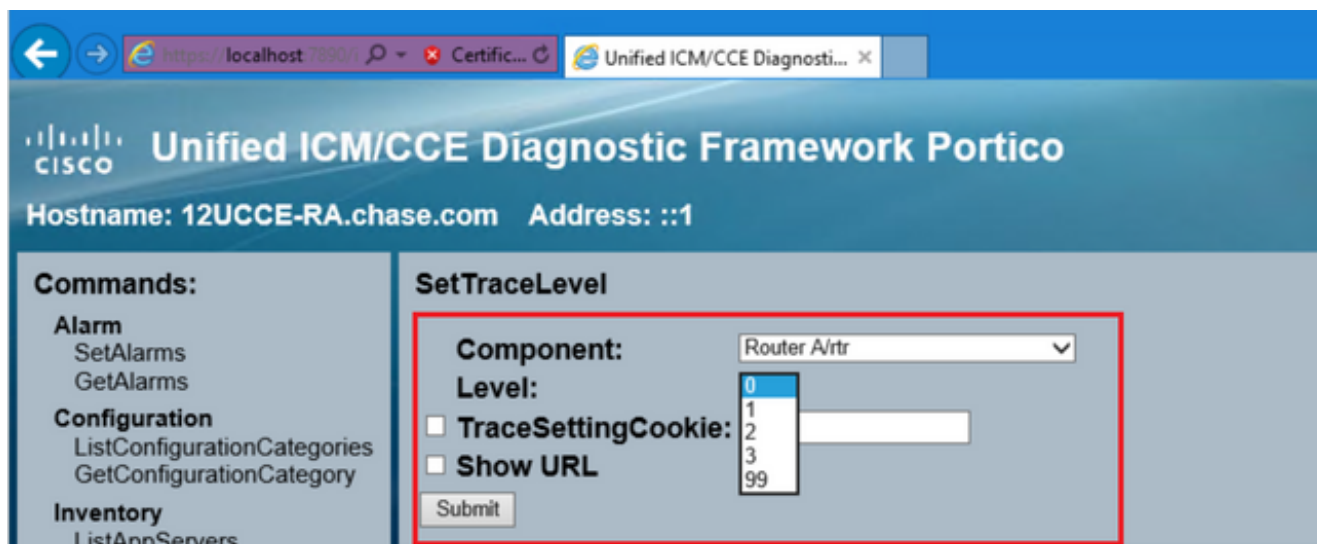 https://localhost:7890/i
Certific...
Unified ICM/CCE Diagnosti...
CISCO
Unified ICM/CCE Diagnostic Framework Portico
Hostname: 12UCCE-RA.chase.com Address: ::1
Commands:
Alarm
SetAlarms
GetAlarms
Configuration
ListConfigurationCategories
GetConfigurationCategory
Inventory
ListAppServers
SetTraceLevel
Component: Router A/rtr
Level: 0
1
TraceSettingCookie: 2
Show URL 3
99
Submit